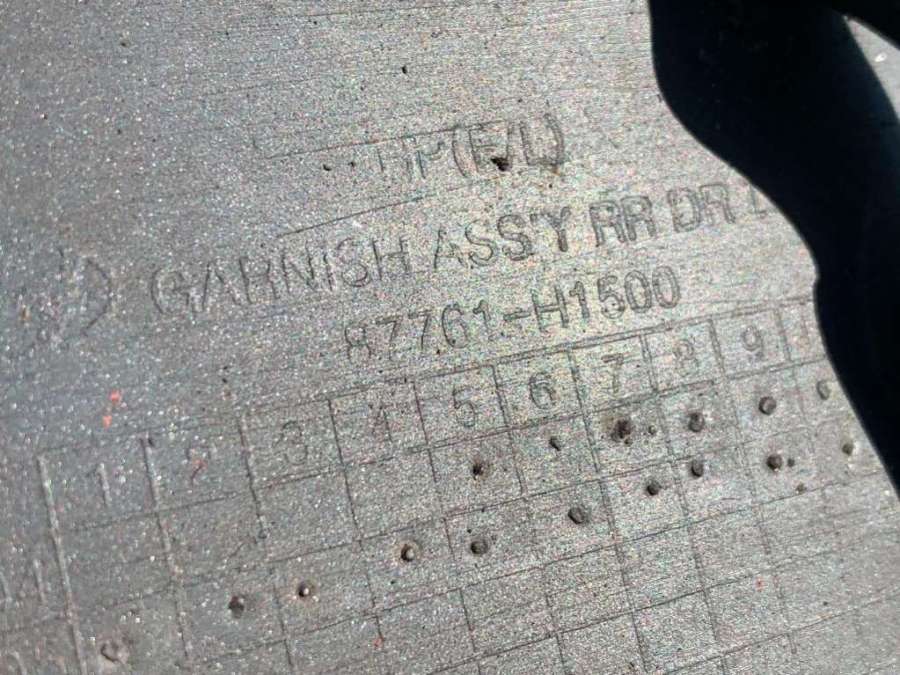 (E/L)
GARNISH ASS'Y RR DR
87761-H1500
1 2 3 4 5 6 7 8 9